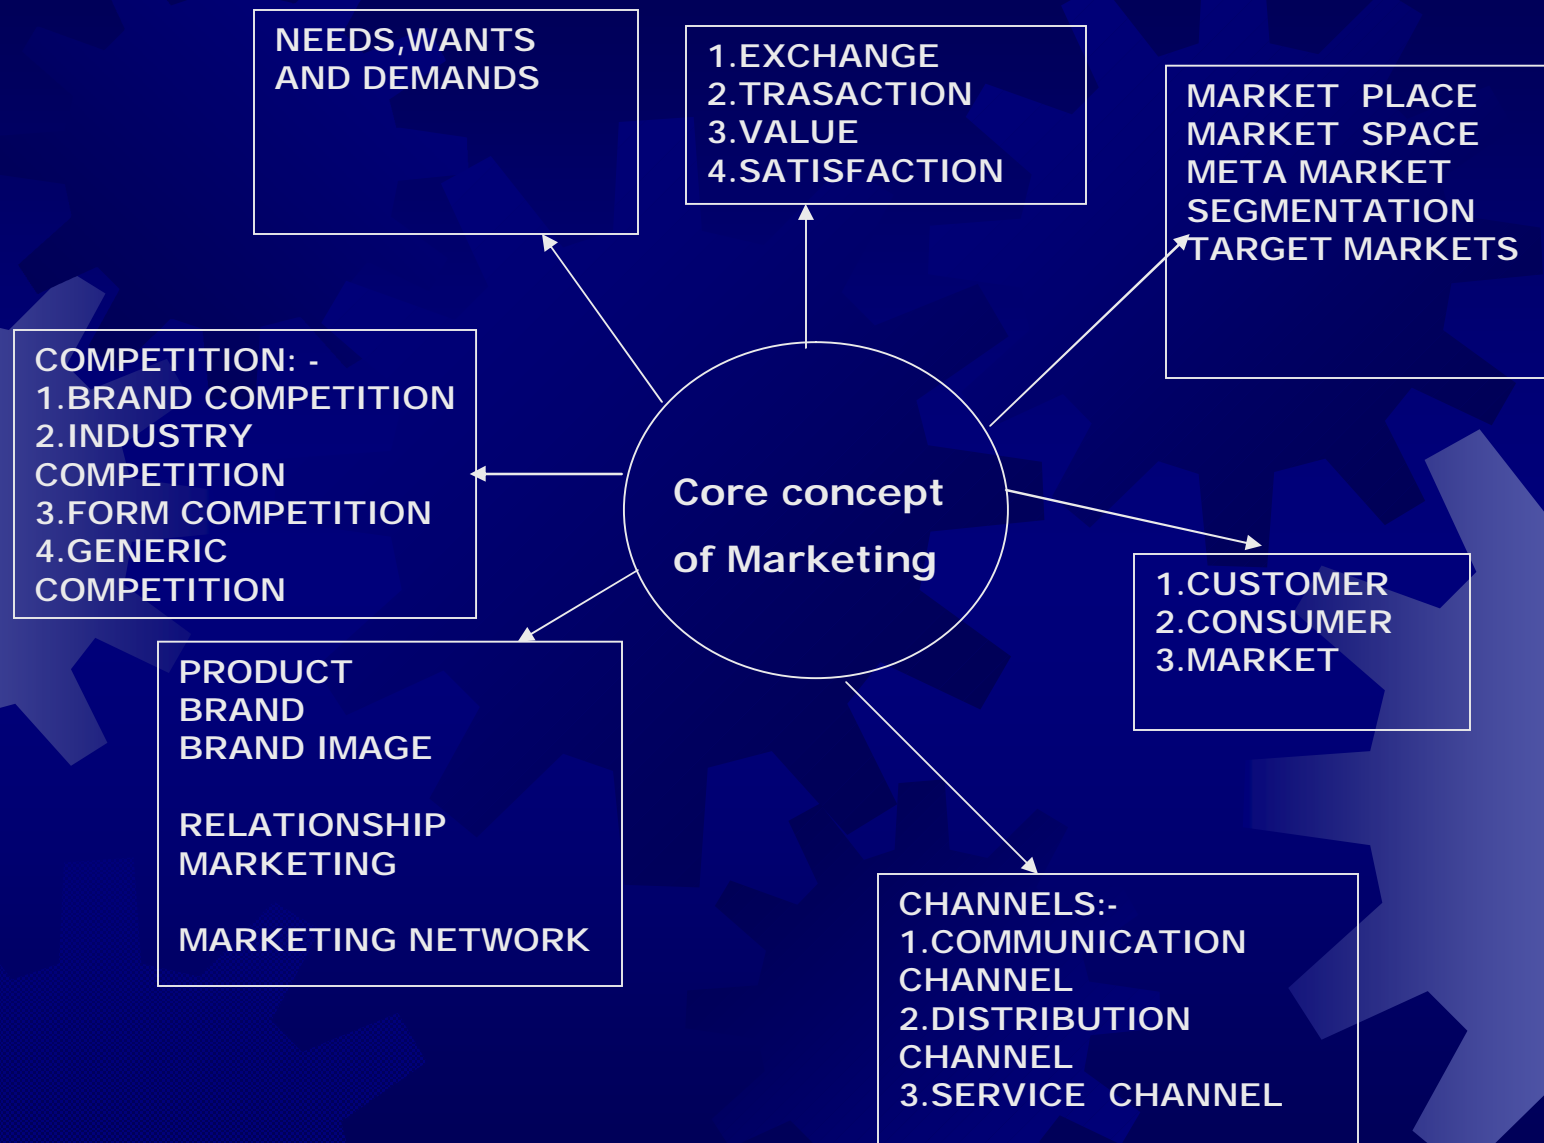 NEEDS,WANTS
AND DEMANDS
1.EXCHANGE
2.TRASACTION
3.VALUE
4.SATISFACTION
MARKET PLACE
MARKET SPACE
META MARKET
SEGMENTATION
TARGET MARKETS
COMPETITION: -
1.BRAND COMPETITION
2.INDUSTRY
COMPETITION
3.FORM COMPETITION
4.GENERIC
COMPETITION
Core concept
of Marketing
1.CUSTOMER
2.CONSUMER
3.MARKET
PRODUCT
BRAND
BRAND IMAGE
RELATIONSHIP
MARKETING
MARKETING NETWORK
CHANNELS:-
1.COMMUNICATION
CHANNEL
2.DISTRIBUTION
CHANNEL
3.SERVICE CHANNEL